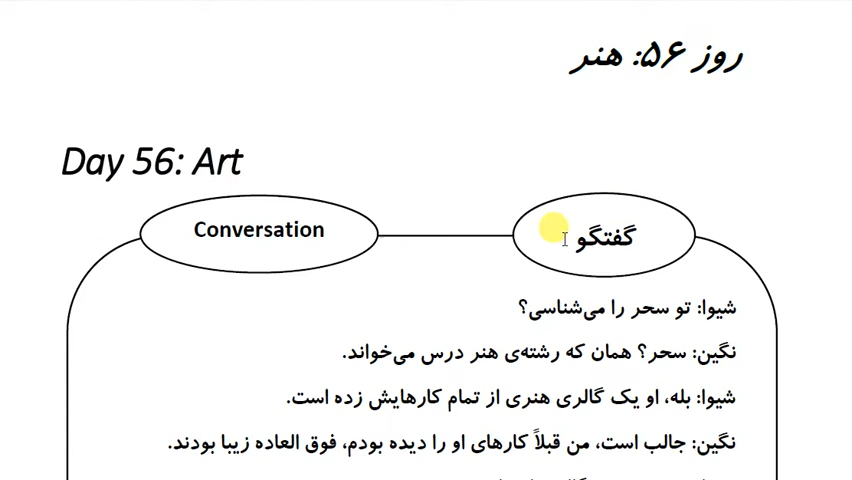 روز ۵۶: هنر
Day 56: Art
Conversation
گفتگو
شیوا: تو سحر را می‌شناسی؟
نگین: سحر؟ همان که رشته‌ی هنر درس می‌خواند.
شیوا: بله، او یک گالری هنری از تمام کارهایش زده است.
نگین: جالب است، من قبلاً کارهای او را دیده بودم، فوق العاده زیبا بودند.